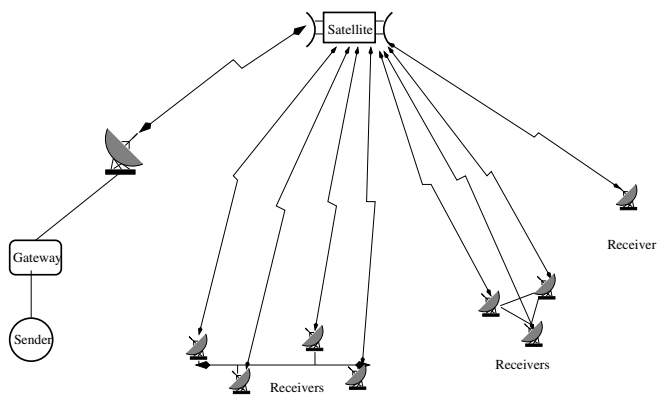 Satellite
Receiver
Gateway
Sender
Receivers
Receivers